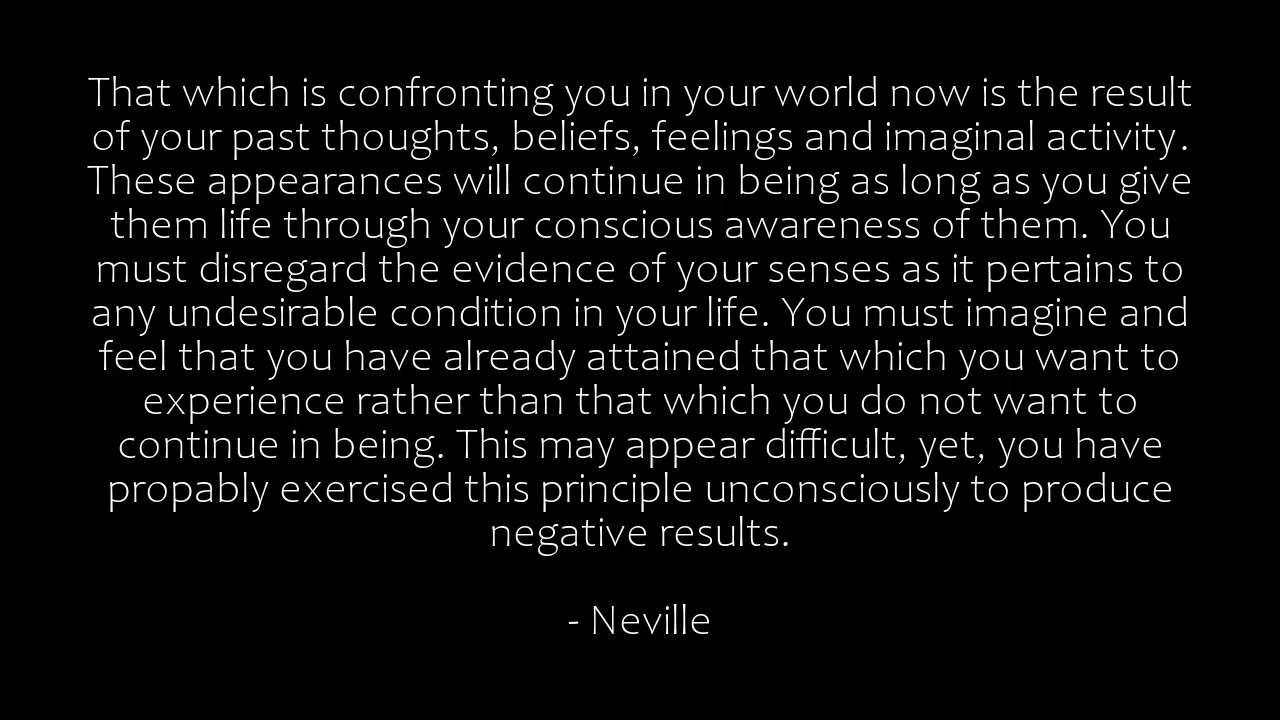 That which is confronting you in your world now is the result
of your past thoughts, beliefs, feelings and imaginal activity.
These appearances will continue in being as long as you give
them life through your conscious awareness of them. You
must disregard the evidence of your senses as it pertains to
any undesirable condition in your life. You must imagine and
feel that you have already attained that which you want to
experience rather than that which you do not want to
continue in being. This may appear difficult, yet, you have
propably exercised this principle unconsciously to produce
negative results.
- Neville